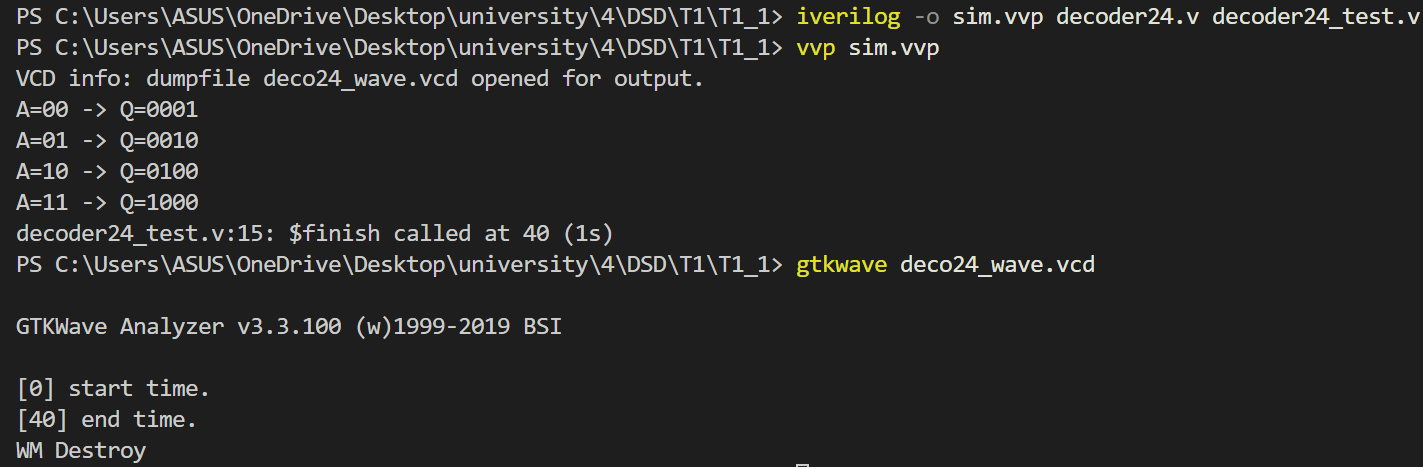 PS C:\Users\ASUS\OneDrive\Desktop\university\4\DSD\T1\T1_1> iverilog -o sim.vvp decoder24.v decoder24_test.v
PS C:\Users\ASUS\OneDrive\Desktop\university\4\DSD\T1\T1_1> vvp sim.vvp
VCD info: dumpfile deco24_wave.vcd opened for output.
A=00 -> Q=0001
A=01 -> Q=0010
A=10 -> Q=0100
A=11 -> Q=1000
decoder24_test.v:15: $finish called at 40 (1s)
PS C:\Users\ASUS\OneDrive\Desktop\university\4\DSD\T1\T1_1> gtkwave deco24_wave.vcd
GTKWave Analyzer v3.3.100 (w)1999-2019 BSI
[0] start time.
[40] end time.
WM Destroy